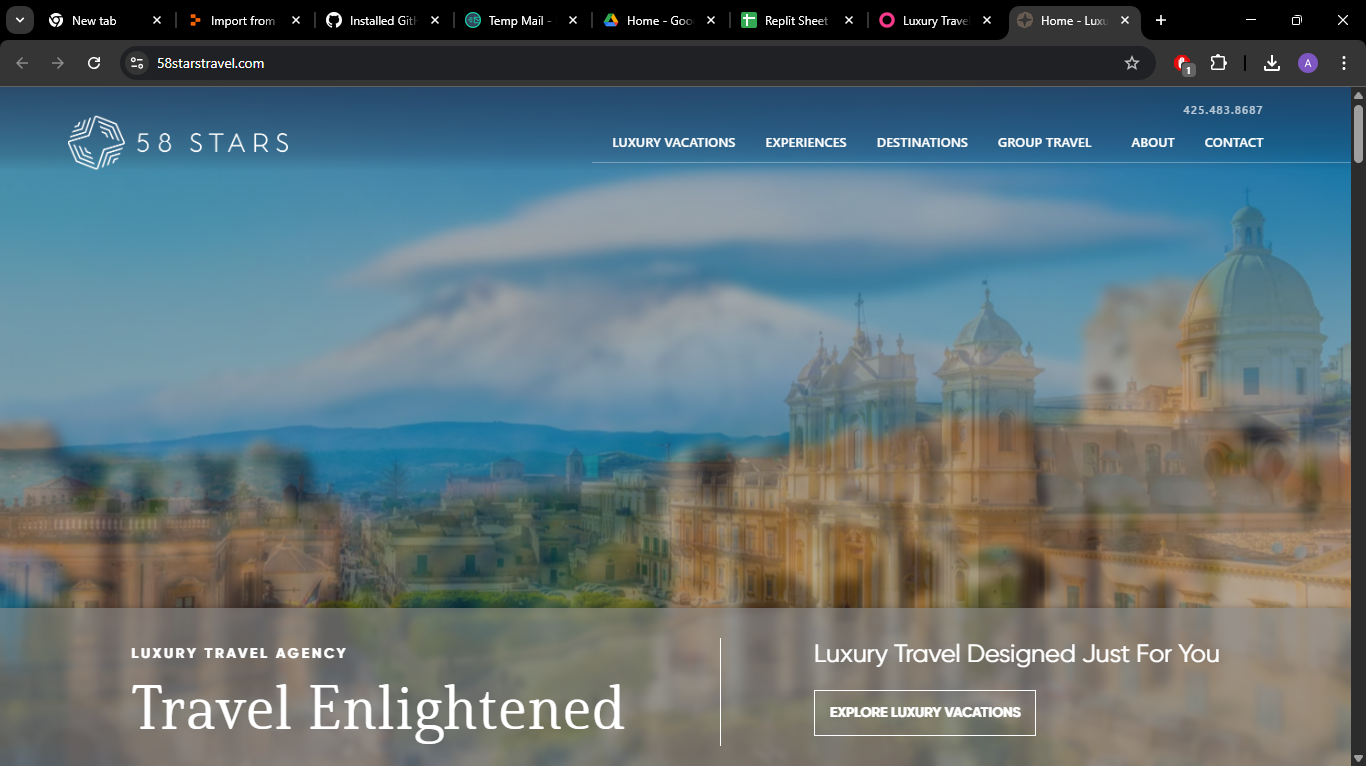 New tab
Import from
Installed Gith
Temp Mail -
Home - Goo
Replit Sheet
Luxury Trave
Home - Luxu
58starstravel.com
1
A
425.483.8687
58 STARS
LUXURY VACATIONS
EXPERIENCES
DESTINATIONS
GROUP TRAVEL
ABOUT
CONTACT
LUXURY TRAVEL AGENCY
Travel Enlightened
Luxury Travel Designed Just For You
EXPLORE LUXURY VACATIONS